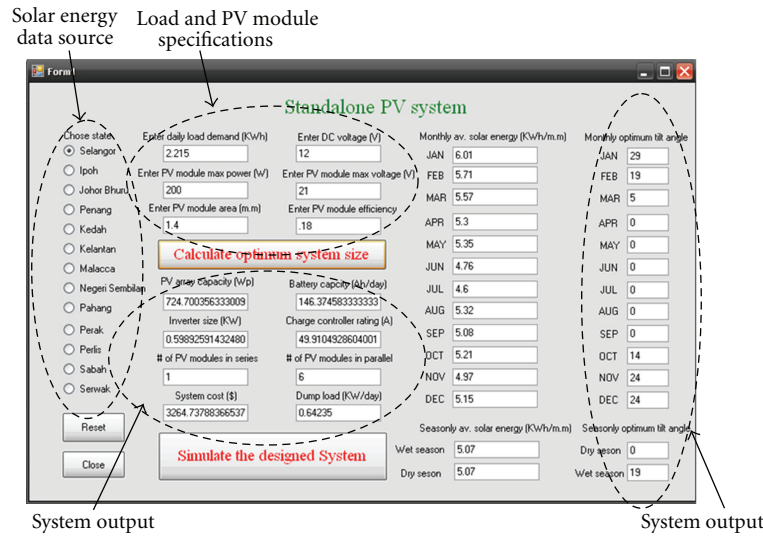 Solar energy
data source
Load and PV module
specifications
Form1
Standalone PV system
Chose state
Selangor
Ipoh
Johor Bhuru
Penang
Kedah
Kelantan
Malacca
Negeri Sembilan
Pahang
Perak
Perlis
Sabah
Serwak
Reset
Close
Enter daily load demand (KWh)
2.215
Enter DC voltage (V)
12
Enter PV module max power (W)
200
Enter PV module max voltage (V)
21
Enter PV module area (m.m)
1.4
Enter PV module efficiency
.18
Calculate optimum system size
PV array capacity (Wp)
724.700356333009
Battery capcity (Ah/day)
146.374583333333
Inverter size (KW)
0.59892591432480
Charge controller rating (A)
49.9104928604001
# of PV modules in series
1
# of PV modules in parallel
6
System cost ($)
3264.73788366537
Dump load (KW/day)
0.64235
Simulate the designed System
Monthly av. solar energy (KWh/m.m)
JAN 6.01
FEB 5.71
MAR 5.57
APR 5.3
MAY 5.35
JUN 4.76
JUL 4.6
AUG 5.32
SEP 5.08
OCT 5.21
NOV 4.97
DEC 5.15
Seasonly av. solar energy (KWh/m.m)
Wet season 5.07
Dry seson 5.07
Monthly optimum tilt angle
JAN 29
FEB 19
MAR 5
APR 0
MAY 0
JUN 0
JUL 0
AUG 0
SEP 0
OCT 14
NOV 24
DEC 24
Seasonly optimum tilt angle
Dry seson 0
Wet season 19
System output
System output